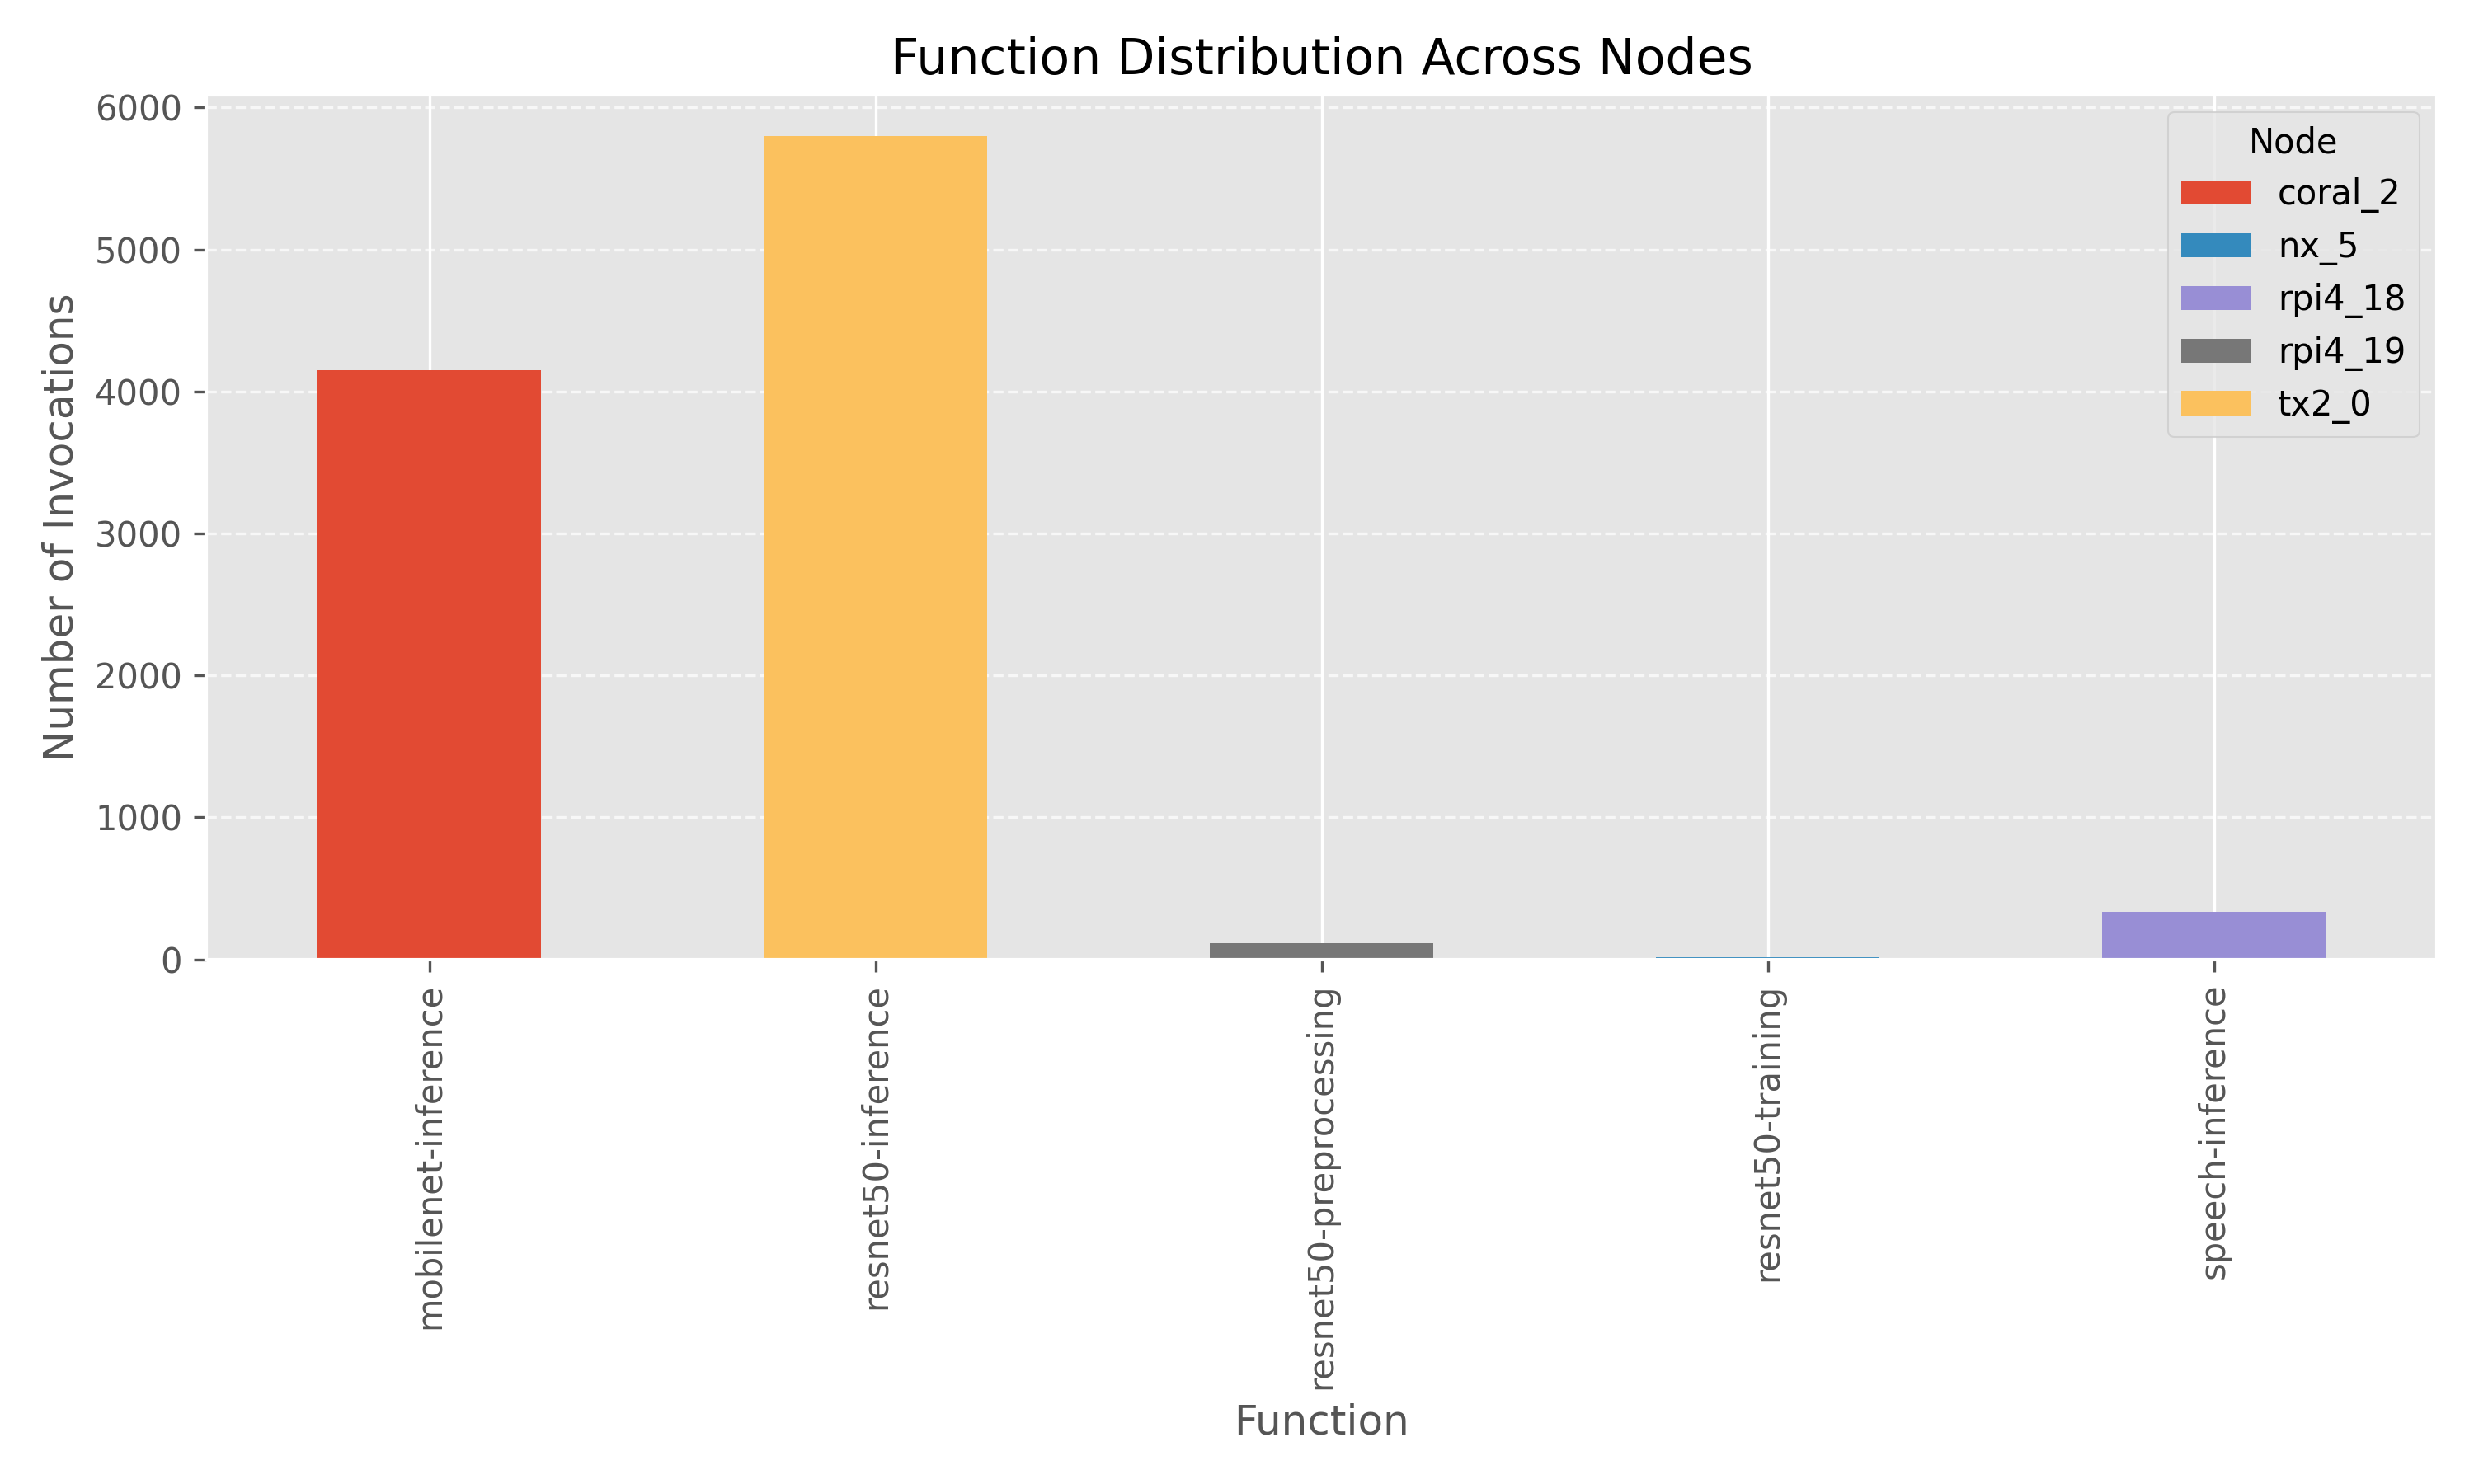 Function Distribution Across Nodes
Number of Invocations
6000
5000
4000
3000
2000
1000
0
Node
coral_2
nx_5
rpi4_18
rpi4_19
tx2_0
mobilenet-inference
resnet50-inference
resnet50-preprocessing
resnet50-training
speech-inference
Function